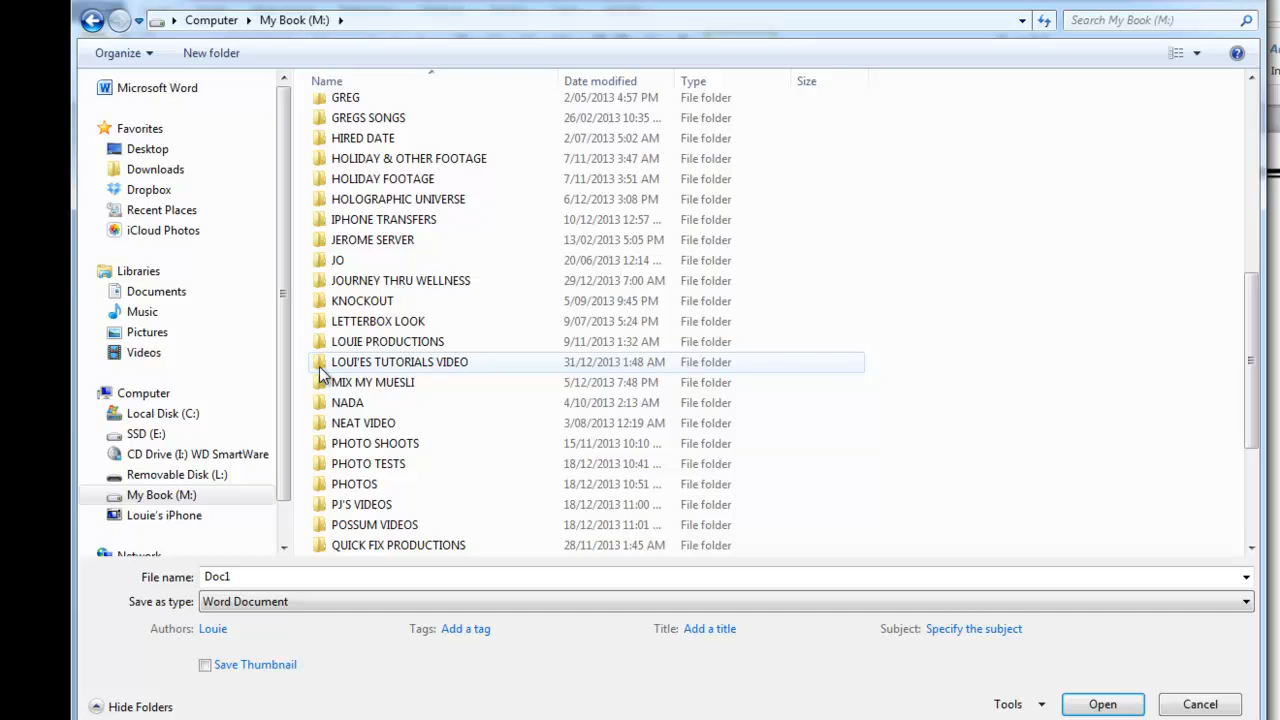 Computer My Book (M:) Search My Book (M:)
Organize New folder
Name Date modified Type Size
Microsoft Word
Favorites
Desktop
Downloads
Dropbox
Recent Places
iCloud Photos
Libraries
Documents
Music
Pictures
Videos
Computer
Local Disk (C:)
SSD (E:)
CD Drive (I:) WD SmartWare
Removable Disk (L:)
My Book (M:)
Louie's iPhone
Network
GREG 2/05/2013 4:57 PM File folder
GREGS SONGS 26/02/2013 10:35 ... File folder
HIRED DATE 2/07/2013 5:02 AM File folder
HOLIDAY & OTHER FOOTAGE 7/11/2013 3:47 AM File folder
HOLIDAY FOOTAGE 7/11/2013 3:51 AM File folder
HOLOGRAPHIC UNIVERSE 6/12/2013 3:08 PM File folder
IPHONE TRANSFERS 10/12/2013 12:57 ... File folder
JEROME SERVER 13/02/2013 5:05 PM File folder
JO 20/06/2013 12:14 ... File folder
JOURNEY THRU WELLNESS 29/12/2013 7:00 AM File folder
KNOCKOUT 5/09/2013 9:45 PM File folder
LETTERBOX LOOK 9/07/2013 5:24 PM File folder
LOUIE PRODUCTIONS 9/11/2013 1:32 AM File folder
LOUI'ES TUTORIALS VIDEO 31/12/2013 1:48 AM File folder
MIX MY MUESLI 5/12/2013 7:48 PM File folder
NADA 4/10/2013 2:13 AM File folder
NEAT VIDEO 3/08/2013 12:19 AM File folder
PHOTO SHOOTS 15/11/2013 10:10 ... File folder
PHOTO TESTS 18/12/2013 10:41 ... File folder
PHOTOS 18/12/2013 10:51 ... File folder
PJ'S VIDEOS 18/12/2013 11:00 ... File folder
POSSUM VIDEOS 18/12/2013 11:01 ... File folder
QUICK FIX PRODUCTIONS 28/11/2013 1:45 AM File folder
File name: Doc1
Save as type: Word Document
Authors: Louie Tags: Add a tag Title: Add a title Subject: Specify the subject
Save Thumbnail
Hide Folders Tools Open Cancel